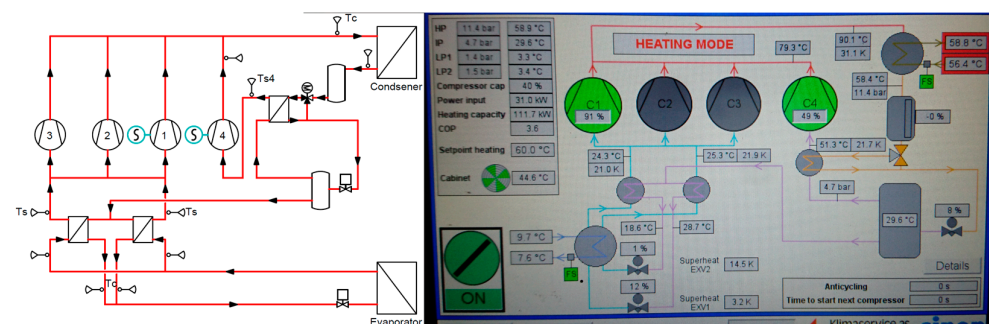 Tc
Ts4
M
Condsener
3
2
S
1
S
4
Ts
Ts
To
Evaporator
HP 11.4 bar 58.9 °C
IP 4.7 bar 29.6 °C
LP1 1.4 bar 3.3 °C
LP2 1.5 bar 3.4 °C
Compressor cap 40 %
Power input 31.0 kW
Heating capacity 111.7 kW
COP 3.6
Setpoint heating 60.0 °C
Cabinet 44.6 °C
HEATING MODE
79.3 °C
90.1 °C
31.1 K
58.8 °C
56.4 °C
FS
58.4 °C
11.4 bar
-0 %
C1
91 %
C2
C3
C4
49 %
24.3 °C
21.0 K
25.3 °C 21.9 K
51.3 °C 21.7 K
4.7 bar
29.6 °C
8 %
18.6 °C
28.7 °C
9.7 °C
7.6 °C
FS
1 %
12 %
Superheat
EXV2
14.5 K
Superheat
EXV1
3.2 K
ON
Details
Anticycling 0 s
Time to start next compressor 0 s
Klimaservice as